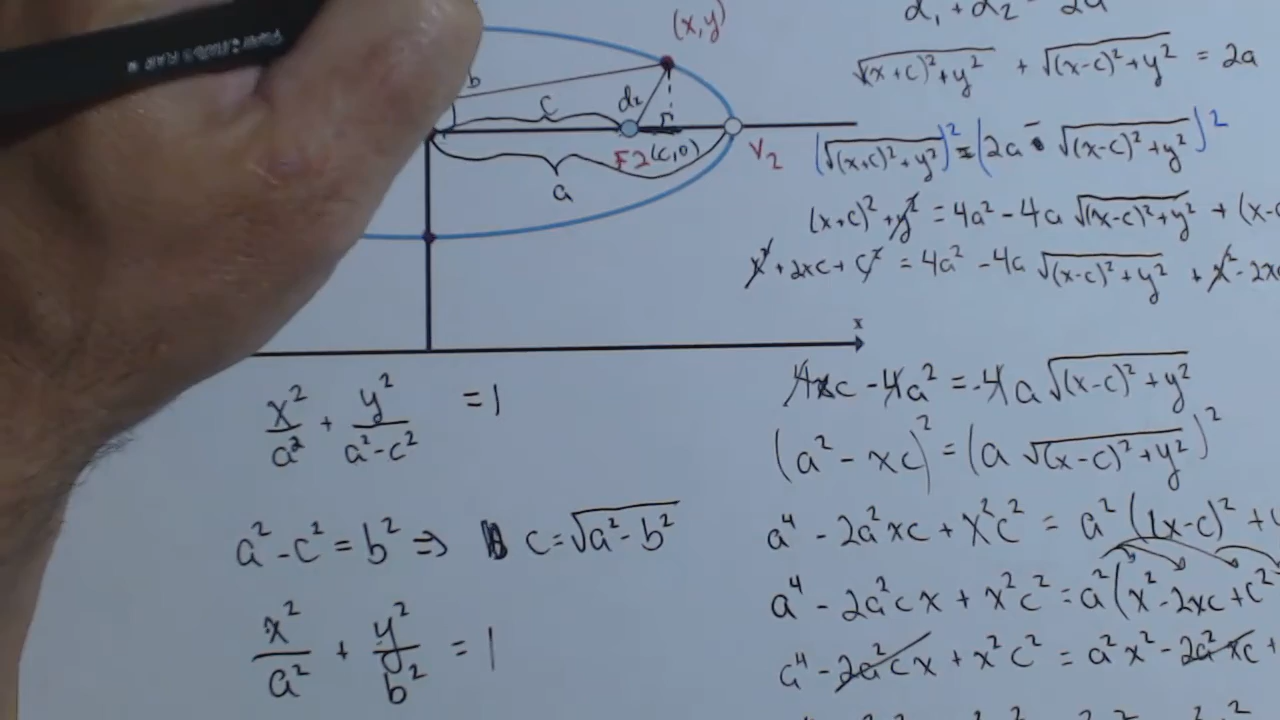 (x,y)
b
c
d₂
F2(c,0)
V₂
a
x
x²/a² + y²/(a²-c²) = 1
a²-c² = b² ⇒ c=√(a²-b²)
x²/a² + y²/b² = 1
d₁ + d₂ = 2a
√((x+c)²+y²) + √((x-c)²+y²) = 2a
(√((x+c)²+y²))² = (2a - √((x-c)²+y²))²
(x+c)²+y² = 4a² - 4a √((x-c)²+y²) + (x-c
x²+2xc+c² = 4a² -4a √((x-c)²+y²) + x²-2xc
4xc -4a² = -4a √((x-c)²+y²)
(a² - xc)² = (a √((x-c)²+y²))²
a⁴ - 2a²xc + x²c² = a²((x-c)² +
a⁴ - 2a²cx + x²c² = a²(x²-2xc+c²
a⁴ - 2a²cx + x²c² = a²x² - 2a²xc +